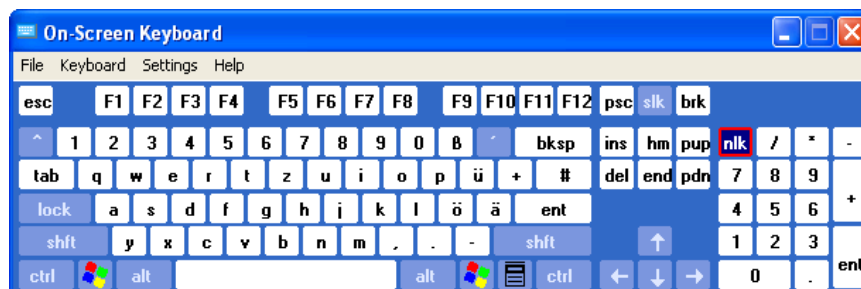 On-Screen Keyboard
File Keyboard Settings Help
esc F1 F2 F3 F4 F5 F6 F7 F8 F9 F10 F11 F12 psc slk brk
^ 1 2 3 4 5 6 7 8 9 0 ß ´ bksp ins hm pup nlk / * -
tab q w e r t z u i o p ü + # del end pdn 7 8 9 +
lock a s d f g h j k l ö ä ent 4 5 6
shft y x c v b n m , . - shft ↑ 1 2 3 ent
ctrl alt alt ctrl ← ↓ → 0 .